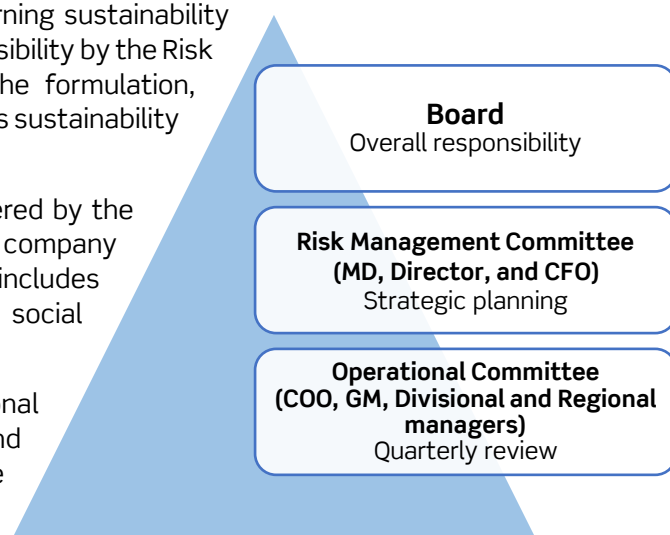 rning sustainability
sibility by the Risk
he formulation,
s sustainability
ered by the
company
includes
social
nal
nd
e
Board
Overall responsibility
Risk Management Committee
(MD, Director, and CFO)
Strategic planning
Operational Committee
(COO, GM, Divisional and Regional
managers)
Quarterly review